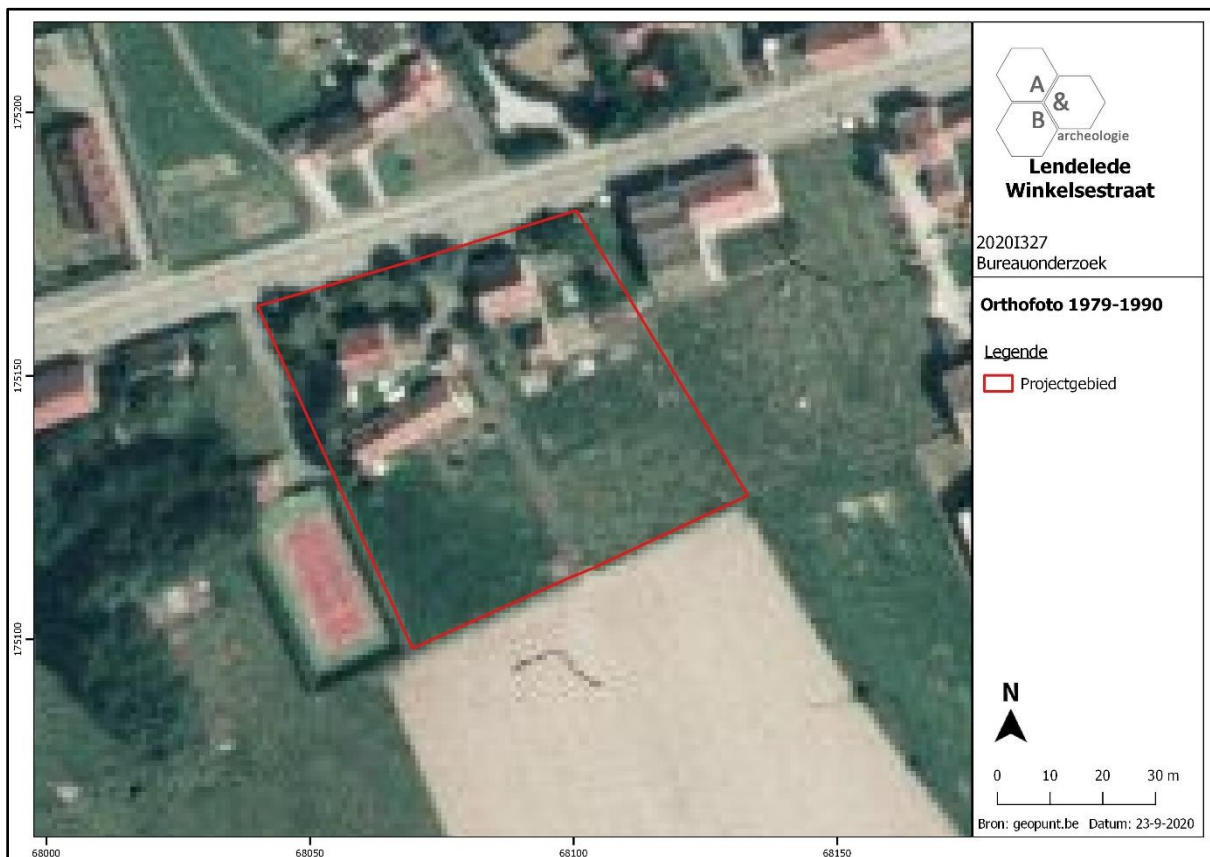 A
&
B
archeologie
Lendelede
Winkelsestraat
2020I327
Bureauonderzoek
Orthofoto 1979-1990
Legende
Projectgebied
N
0 10 20 30 m
Bron: geopunt.be Datum: 23-9-2020
175200
175150
175100
68000 68050 68100 68150